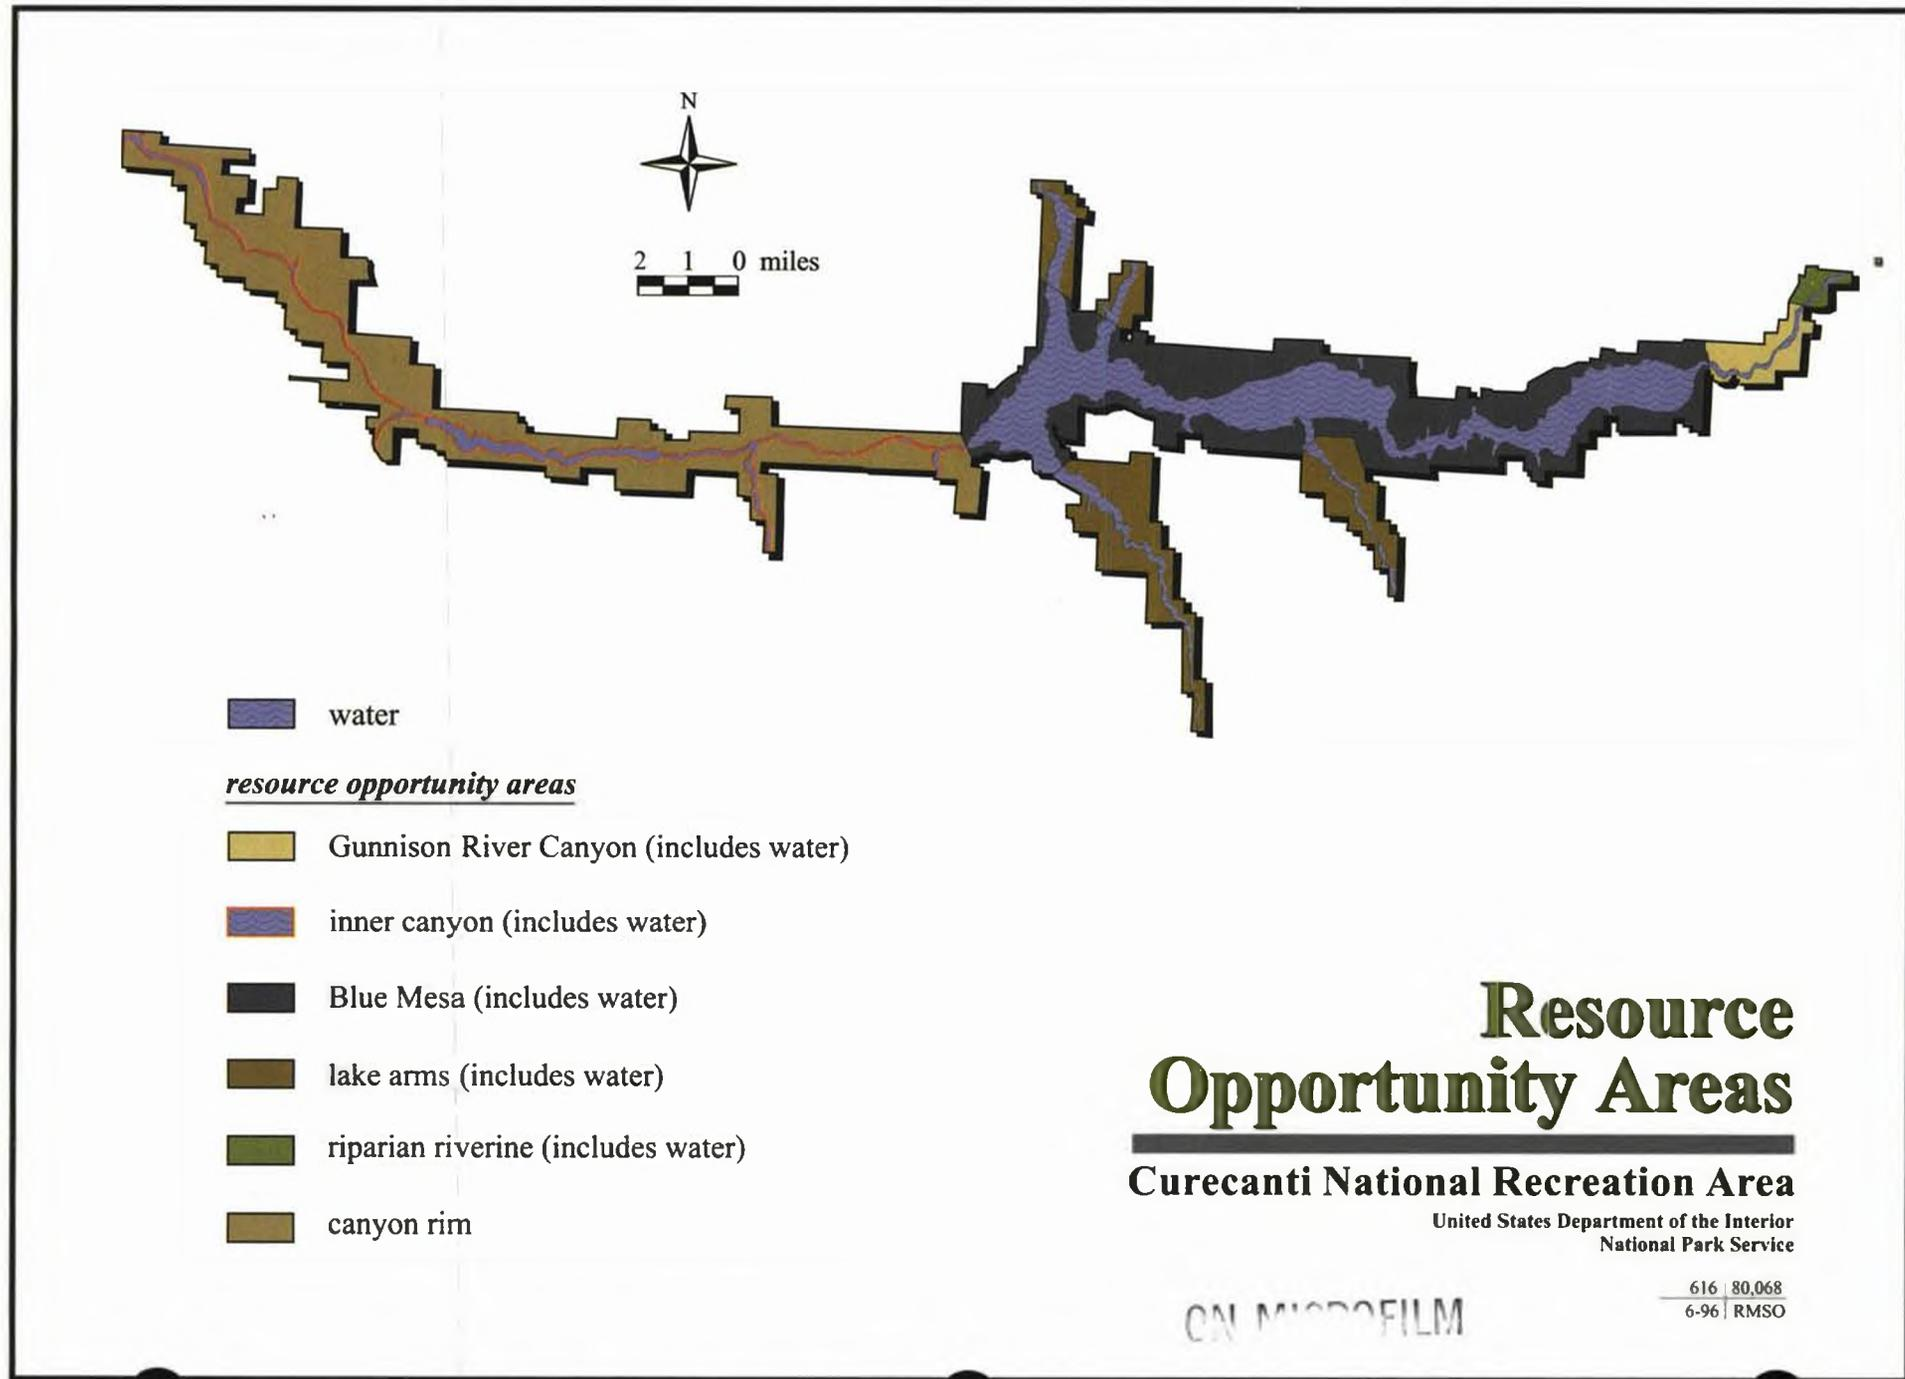 N
2 1 0 miles
water
resource opportunity areas
Gunnison River Canyon (includes water)
inner canyon (includes water)
Blue Mesa (includes water)
lake arms (includes water)
riparian riverine (includes water)
canyon rim
Resource
Opportunity Areas
Curecanti National Recreation Area
United States Department of the Interior
National Park Service
616 80,068
6-96 RMSO
ON MICROFILM